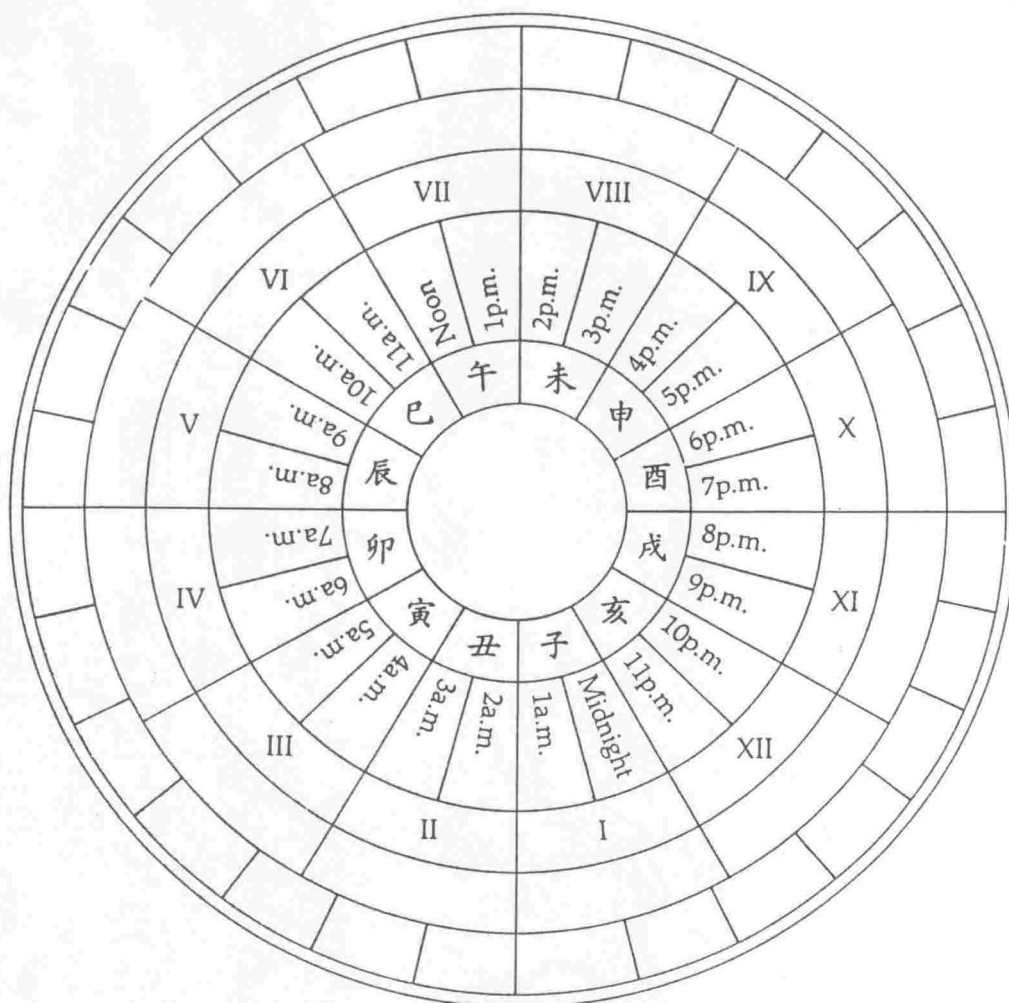 VII
VIII
VI
IX
V
X
IV
XI
III
XII
II
I
Noon
1p.m.
2p.m.
3p.m.
11a.m.
4p.m.
10a.m.
5p.m.
9a.m.
6p.m.
8a.m.
7p.m.
7a.m.
8p.m.
6a.m.
9p.m.
5a.m.
10p.m.
4a.m.
11p.m.
3a.m.
2a.m.
1a.m.
Midnight
午
未
巳
申
辰
酉
卯
戌
寅
亥
丑
子